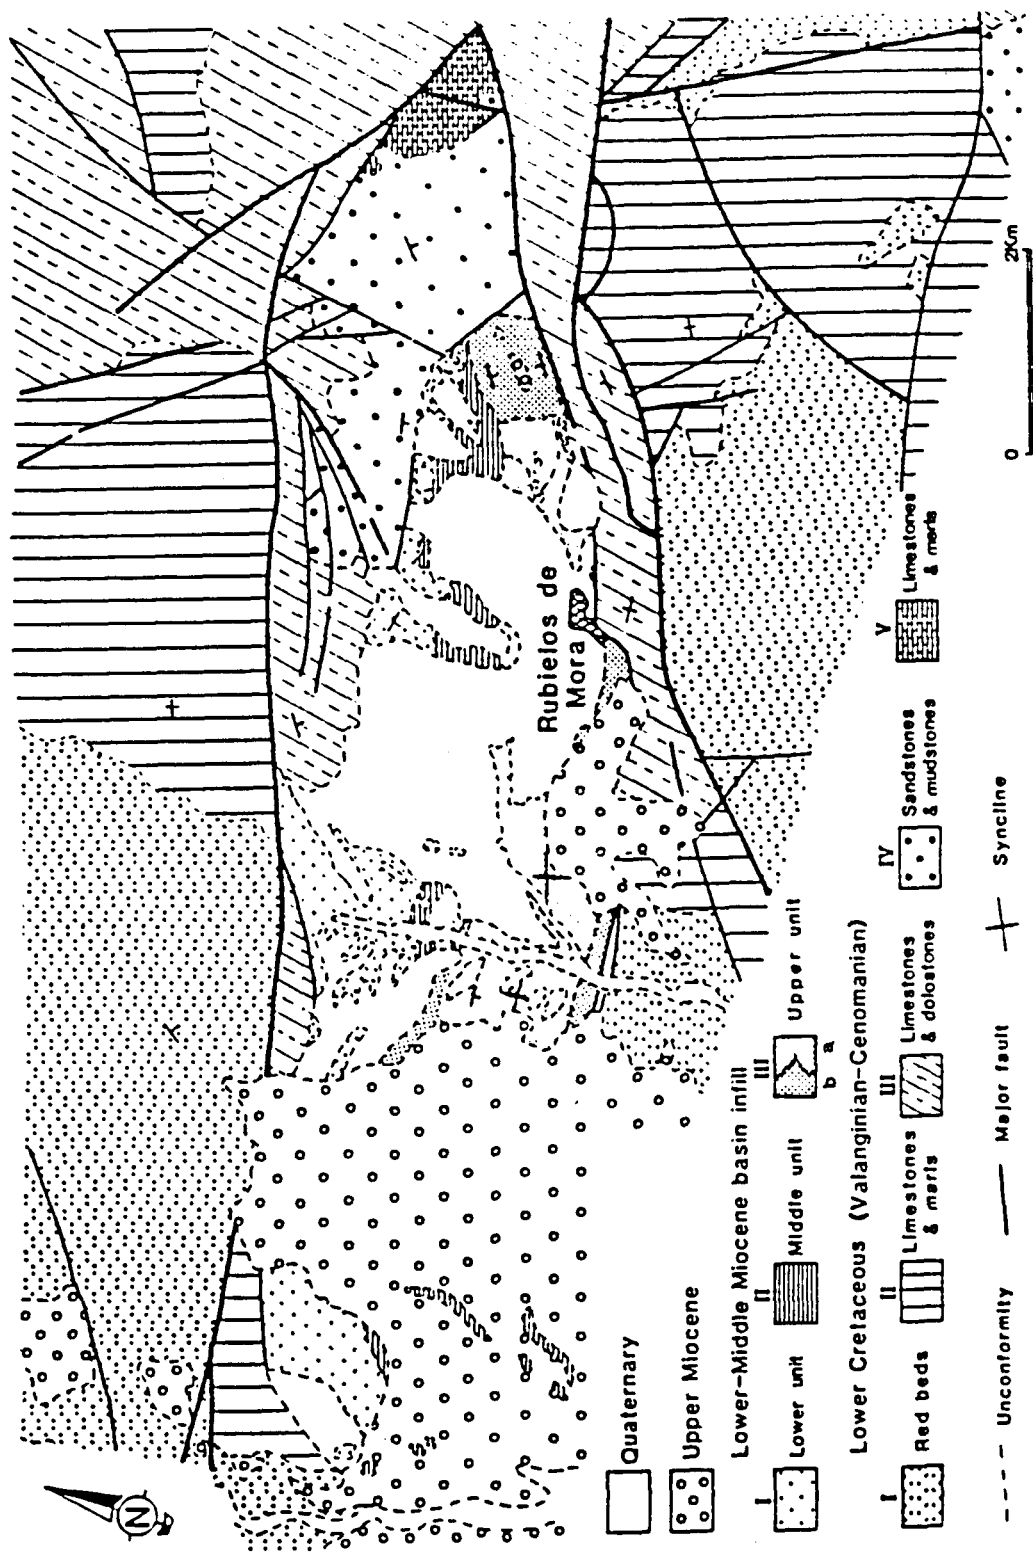 Rubielos de
Mora
N
Quaternary
Upper Miocene
Lower-Middle Miocene basin infill
I
Lower unit
II
Middle unit
III
b a
Upper unit
Lower Cretaceous (Valanginian-Cenomanian)
I
Red beds
II
Limestones
& marls
III
Limestones
& dolostones
IV
Sandstones
& mudstones
V
Limestones
& marls
Unconformity
Major fault
Syncline
0
2Km